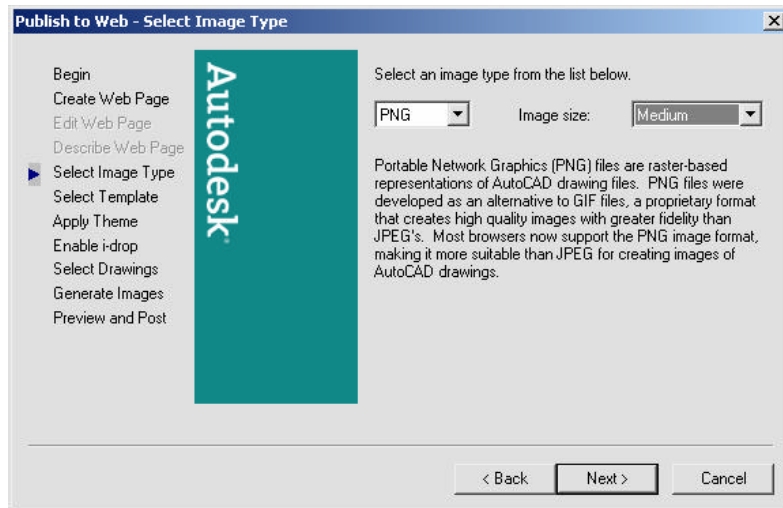 Publish to Web - Select Image Type
Begin
Create Web Page
Edit Web Page
Describe Web Page
Select Image Type
Select Template
Apply Theme
Enable i-drop
Select Drawings
Generate Images
Preview and Post
Autodesk
Select an image type from the list below.
PNG Image size: Medium
Portable Network Graphics (PNG) files are raster-based
representations of AutoCAD drawing files. PNG files were
developed as an alternative to GIF files, a proprietary format
that creates high quality images with greater fidelity than
JPEG's. Most browsers now support the PNG image format,
making it more suitable than JPEG for creating images of
AutoCAD drawings.
< Back Next > Cancel